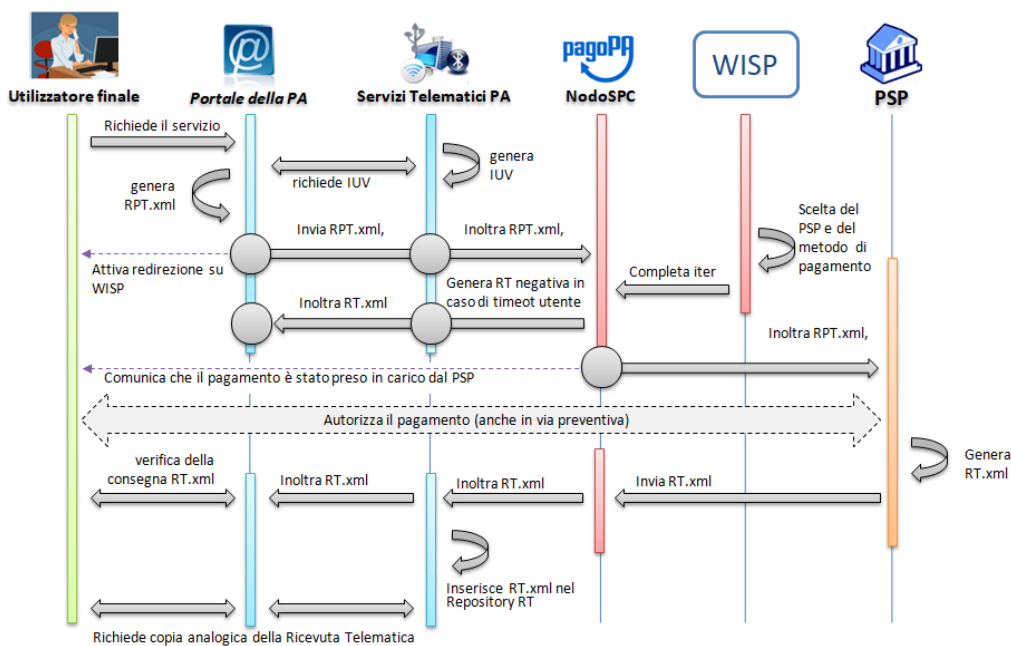 pagoPA
WISP
Utilizzatore finale
Portale della PA
Servizi Telematici PA
NodoSPC
PSP
Richiede il servizio
richiede IUV
genera
IUV
genera
RPT.xml
Invia RPT.xml,
Inoltra RPT.xml,
Scelta del
PSP e del
metodo di
pagamento
Attiva redirezione su
WISP
Completa iter
Genera RT negativa in
caso di timeot utente
Inoltra RT.xml
Inoltra RPT.xml,
Comunica che il pagamento è stato preso in carico dal PSP
Autorizza il pagamento (anche in via preventiva)
Genera
RT.xml
verifica della
consegna RT.xml
Inoltra RT.xml
Inoltra RT.xml
Invia RT.xml
Inserisce RT.xml nel
Repository RT
Richiede copia analogica della Ricevuta Telematica